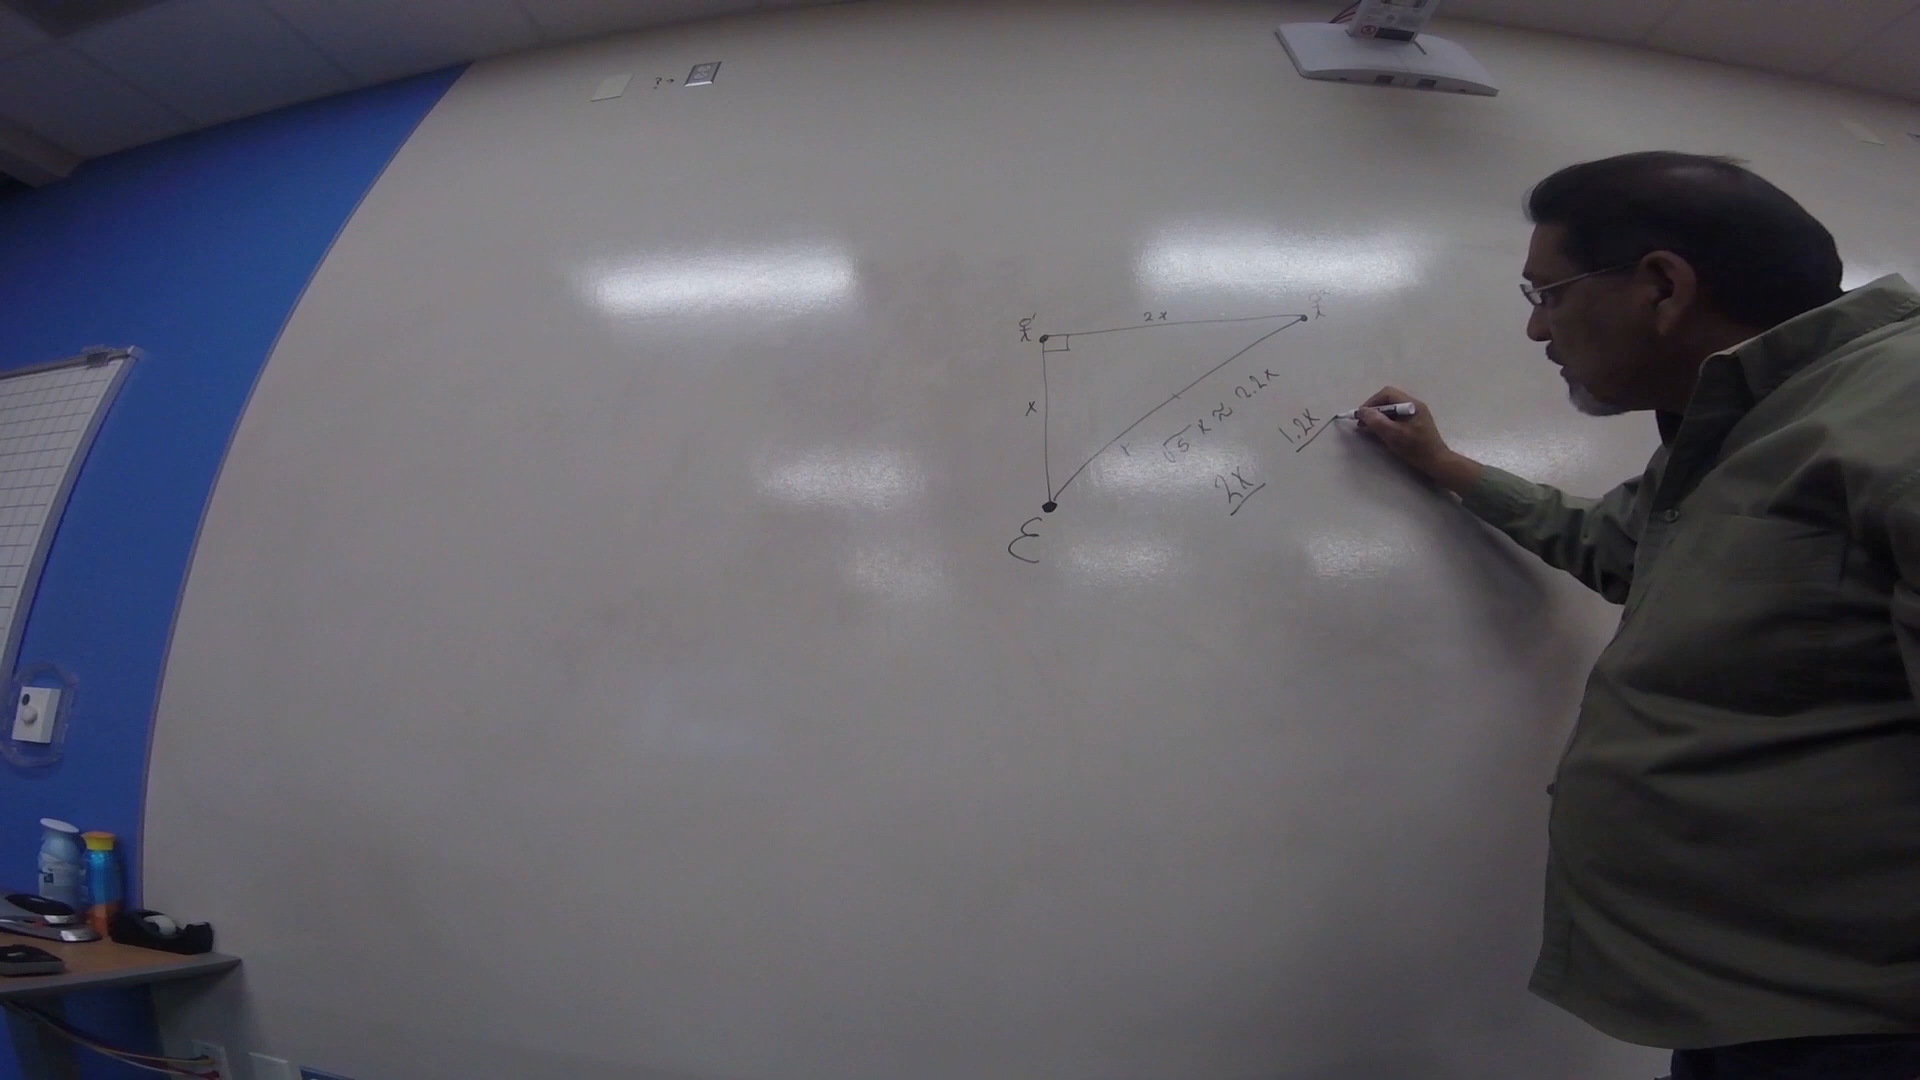 2x
x
√5 x ≈ 2.2x
1.2x
2x
ε